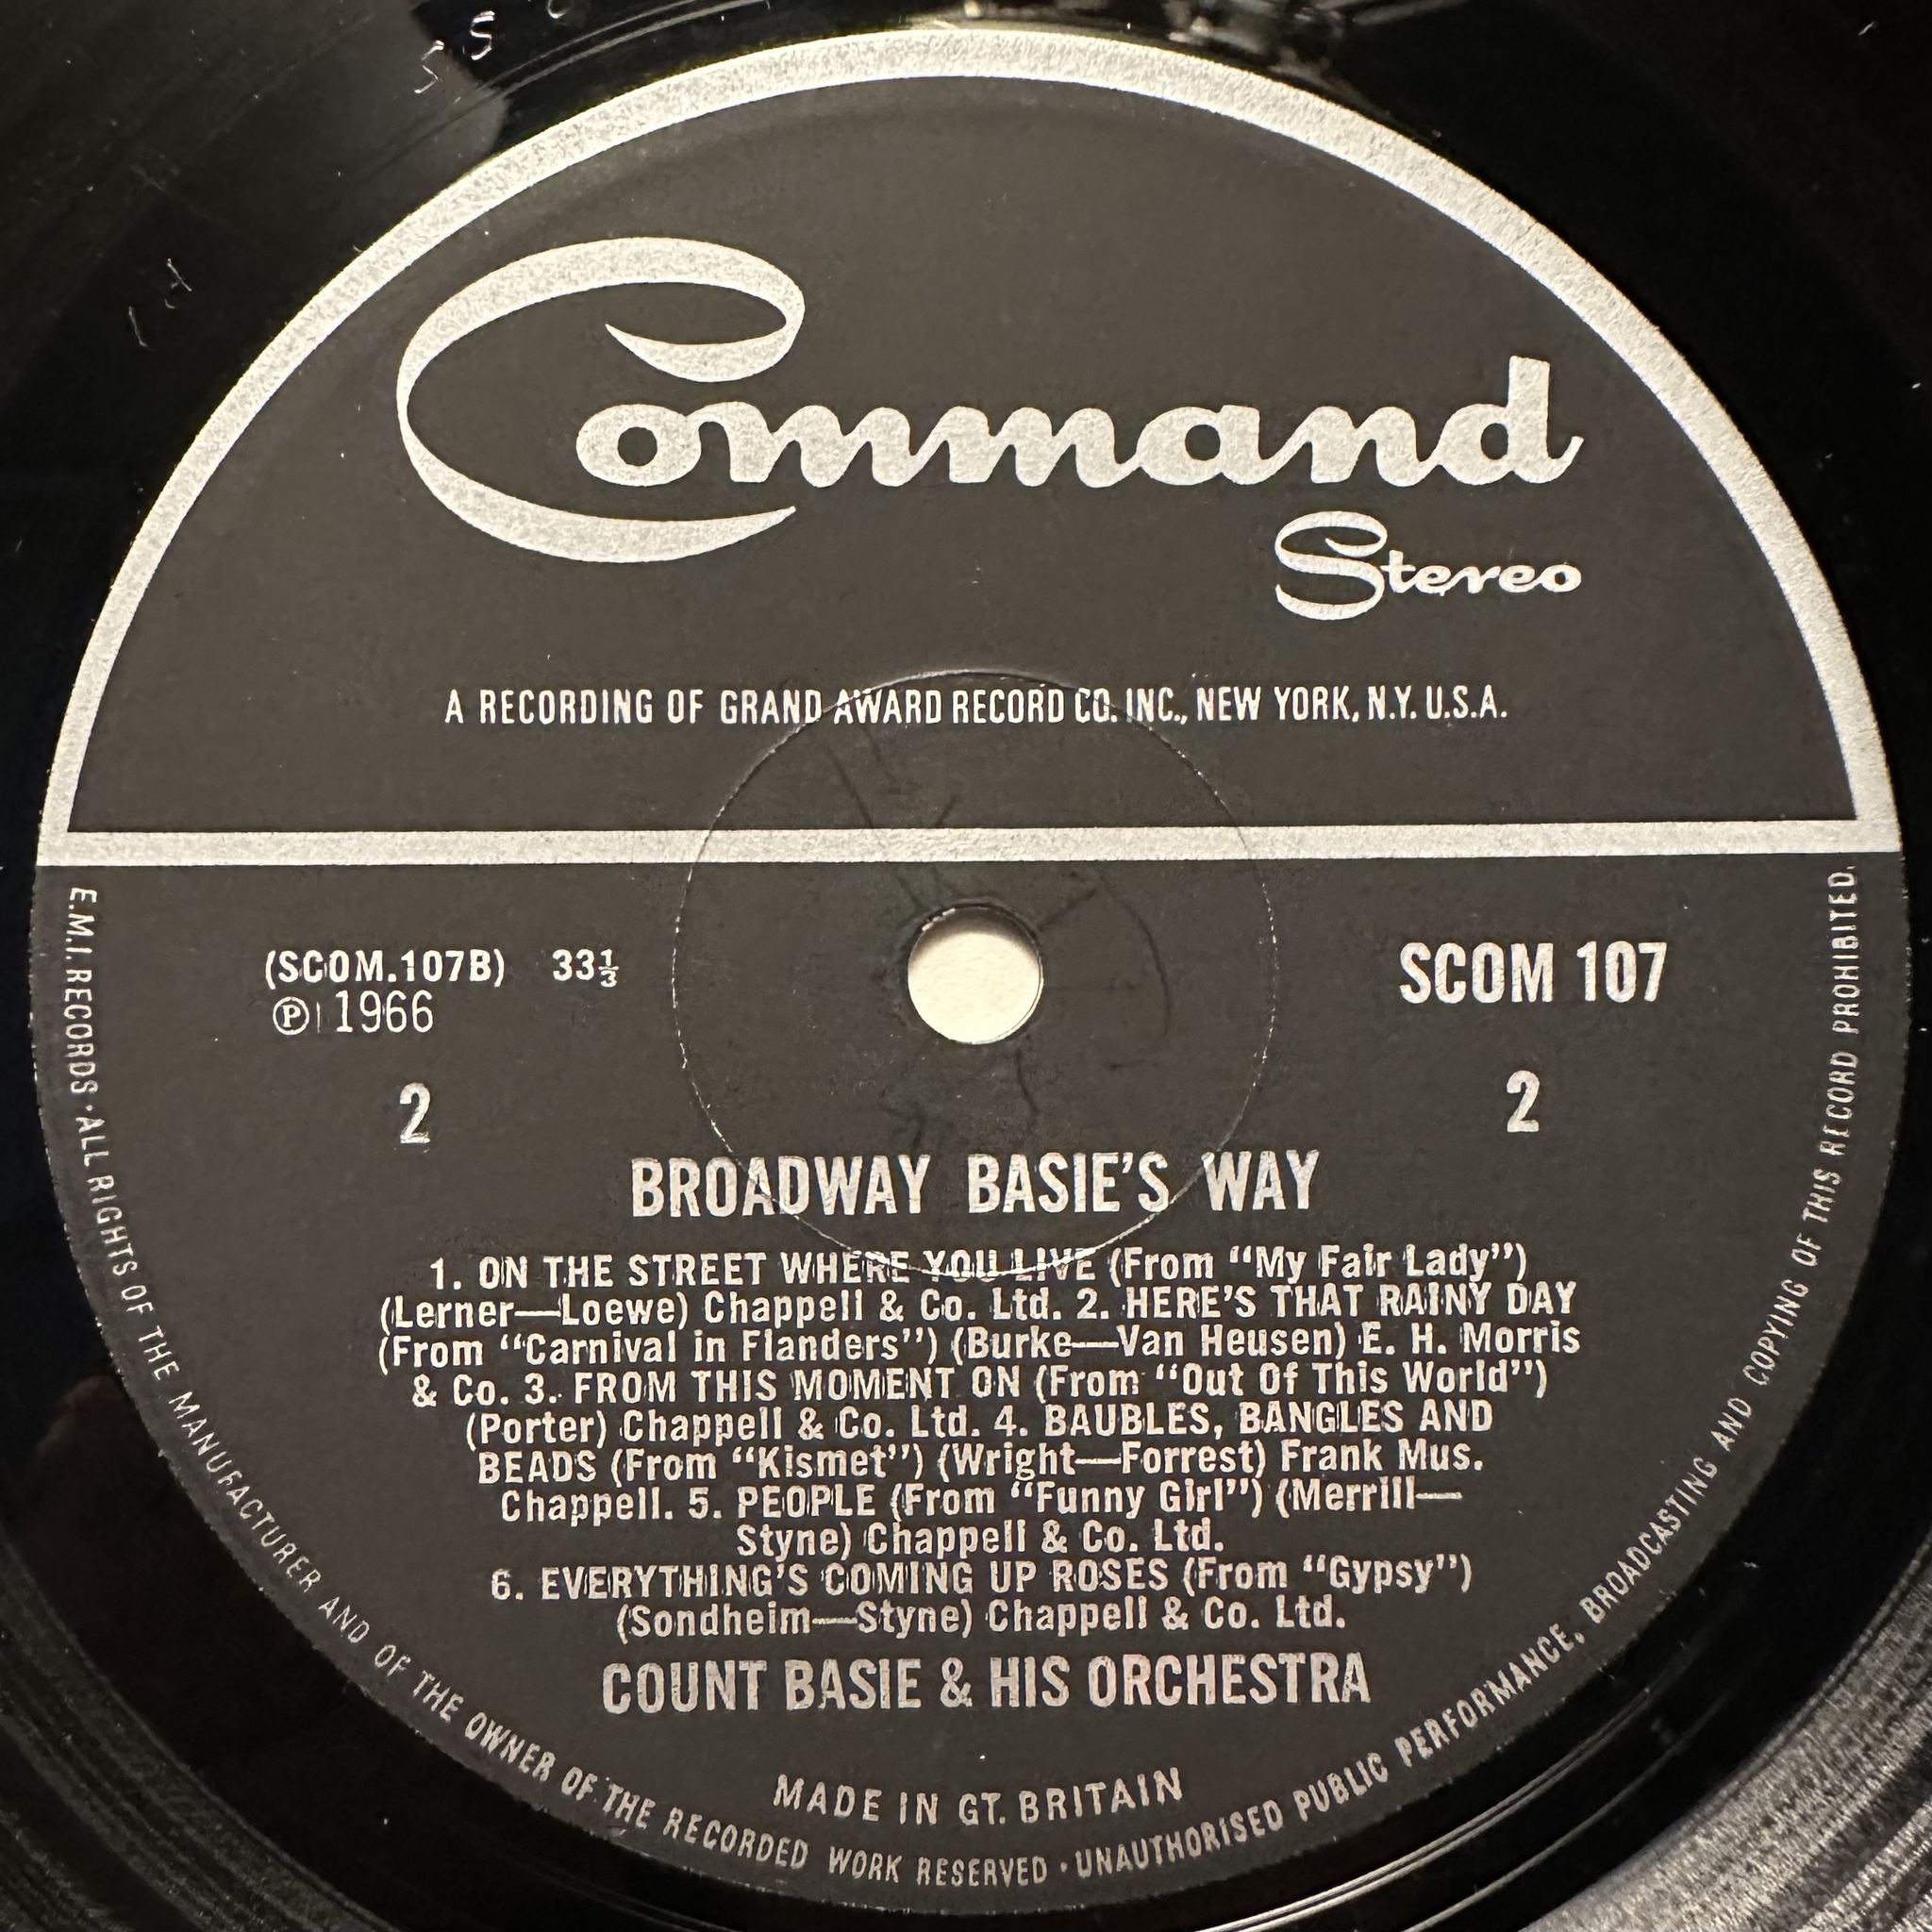 Command
Stereo
A RECORDING OF GRAND AWARD RECORD CO. INC., NEW YORK, N.Y. U.S.A.
(SCOM.107B) 33⅓
℗ 1966
SCOM 107
2
2
BROADWAY BASIE'S WAY
1. ON THE STREET WHERE YOU LIVE (From “My Fair Lady”)
(Lerner—Loewe) Chappell & Co. Ltd. 2. HERE'S THAT RAINY DAY
(From “Carnival in Flanders”) (Burke—Van Heusen) E. H. Morris
& Co. 3. FROM THIS MOMENT ON (From “Out Of This World”)
(Porter) Chappell & Co. Ltd. 4. BAUBLES, BANGLES AND
BEADS (From “Kismet”) (Wright—Forrest) Frank Mus.
Chappell. 5. PEOPLE (From “Funny Girl”) (Merrill—
Styne) Chappell & Co. Ltd.
6. EVERYTHING'S COMING UP ROSES (From “Gypsy”)
(Sondheim—Styne) Chappell & Co. Ltd.
COUNT BASIE & HIS ORCHESTRA
MADE IN GT. BRITAIN
E.M.I. RECORDS · ALL RIGHTS OF THE MANUFACTURER AND OF THE OWNER OF THE RECORDED WORK RESERVED · UNAUTHORISED PUBLIC PERFORMANCE, BROADCASTING AND COPYING OF THIS RECORD PROHIBITED.